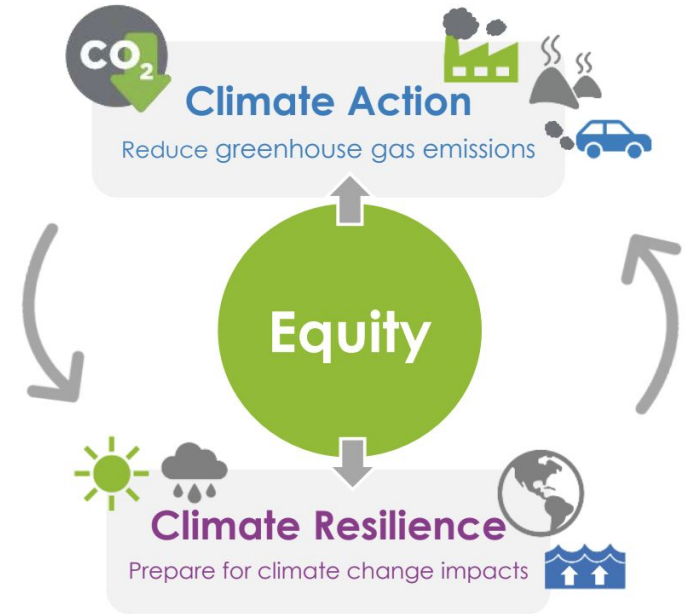 CO₂
Climate Action
Reduce greenhouse gas emissions
Equity
Climate Resilience
Prepare for climate change impacts